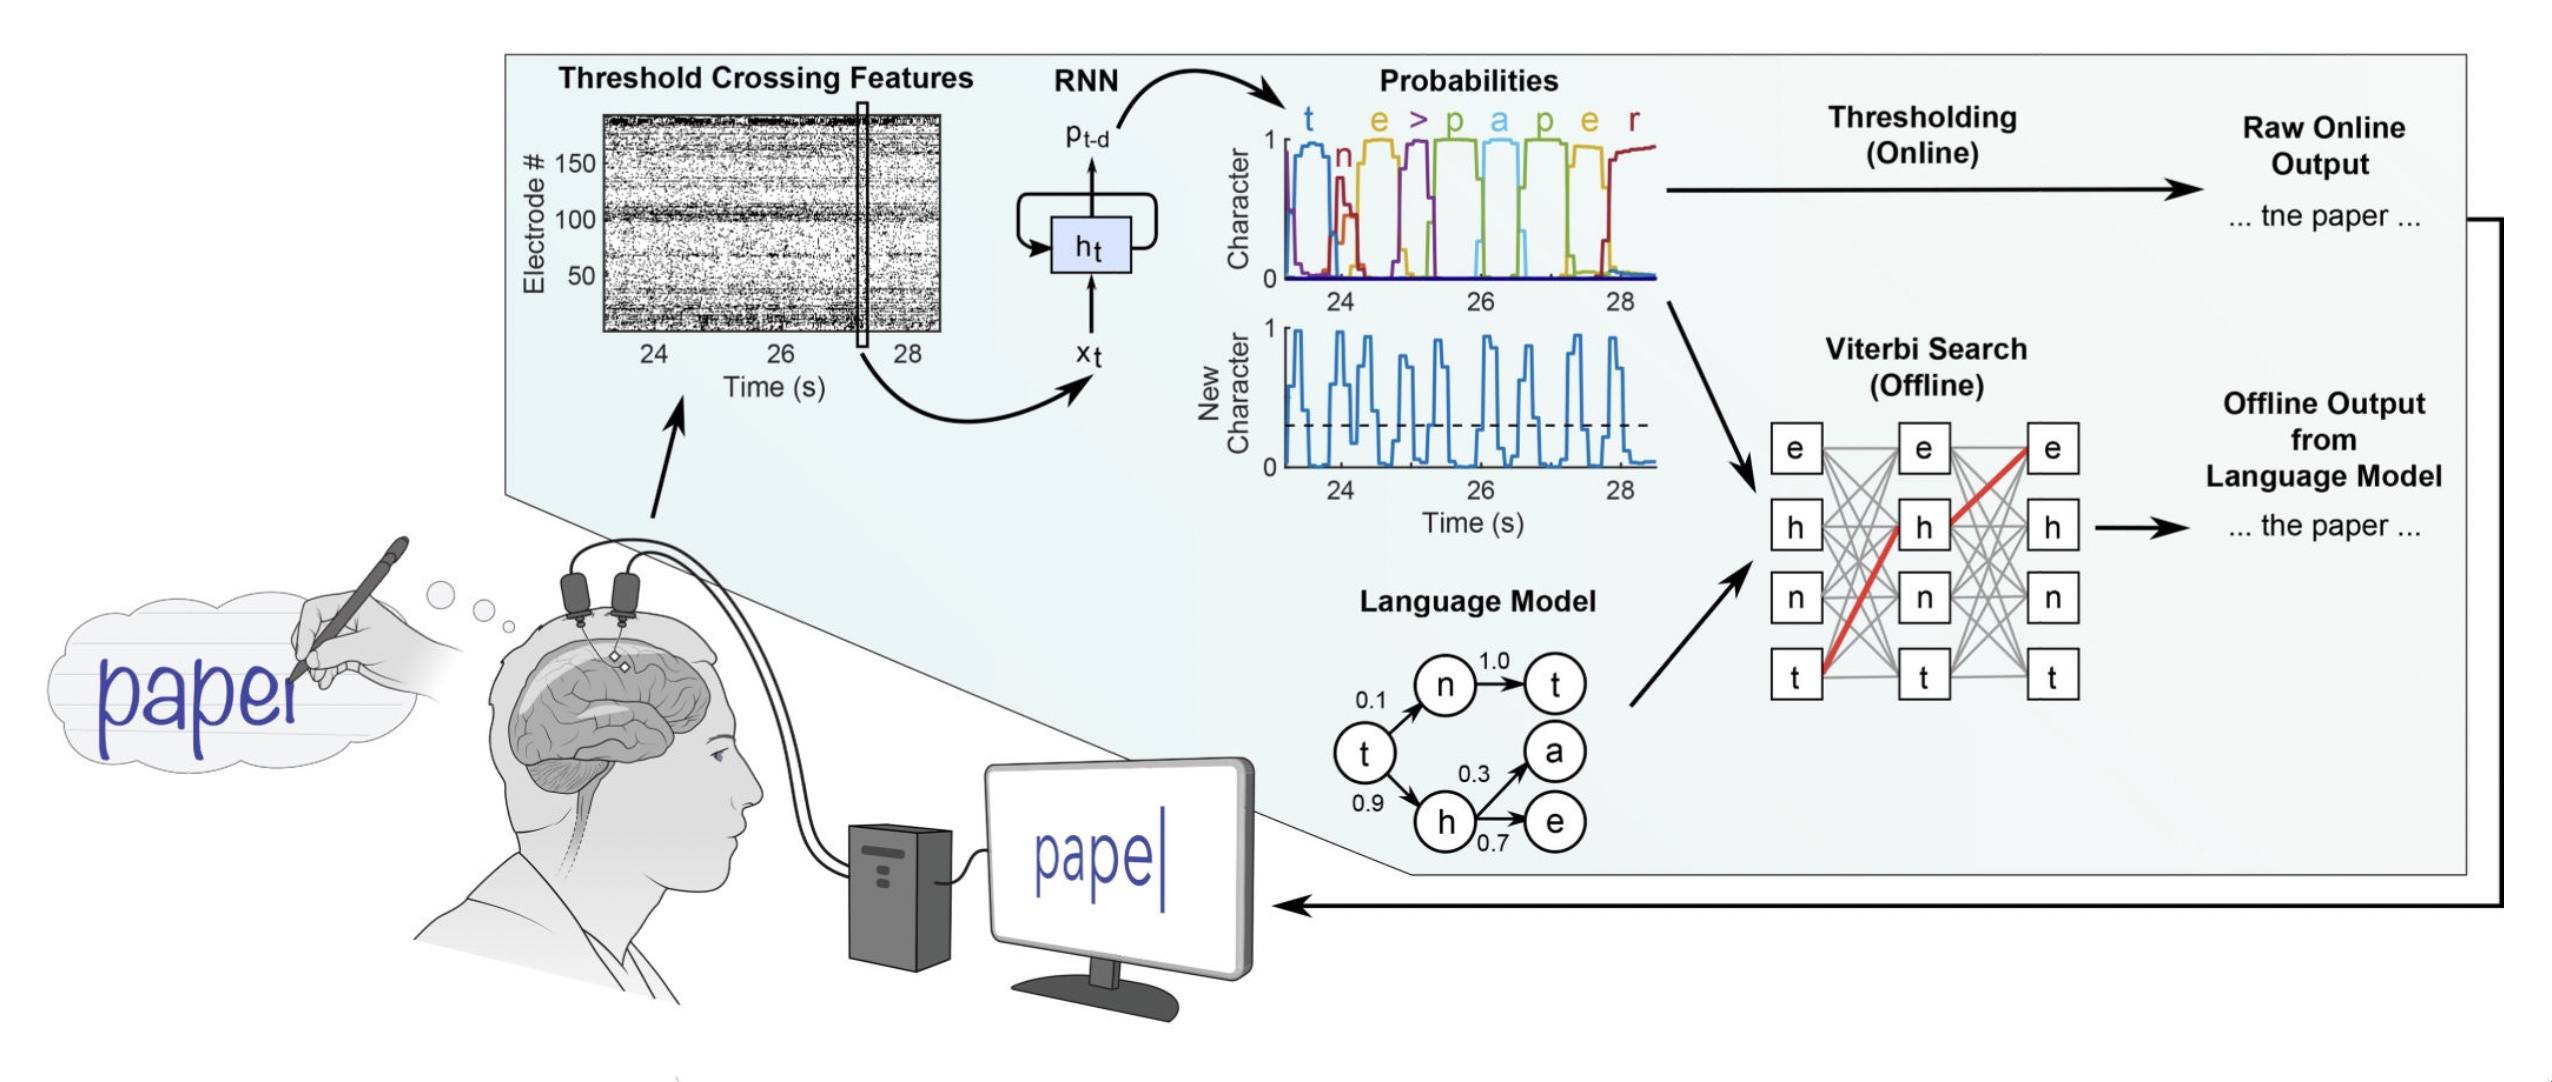 Threshold Crossing Features
Electrode #
150
100
50
24 26 28
Time (s)
RNN
p_t-d
h_t
x_t
Probabilities
t n e > p a p e r
Character
1
0
24 26 28
New
Character
1
0
24 26 28
Time (s)
Thresholding
(Online)
Raw Online
Output
... tne paper ...
Viterbi Search
(Offline)
e e e
h h h
n n n
t t t
Offline Output
from
Language Model
... the paper ...
Language Model
t
0.1
n
1.0
t
0.9
h
0.3
a
0.7
e
paper
pape|